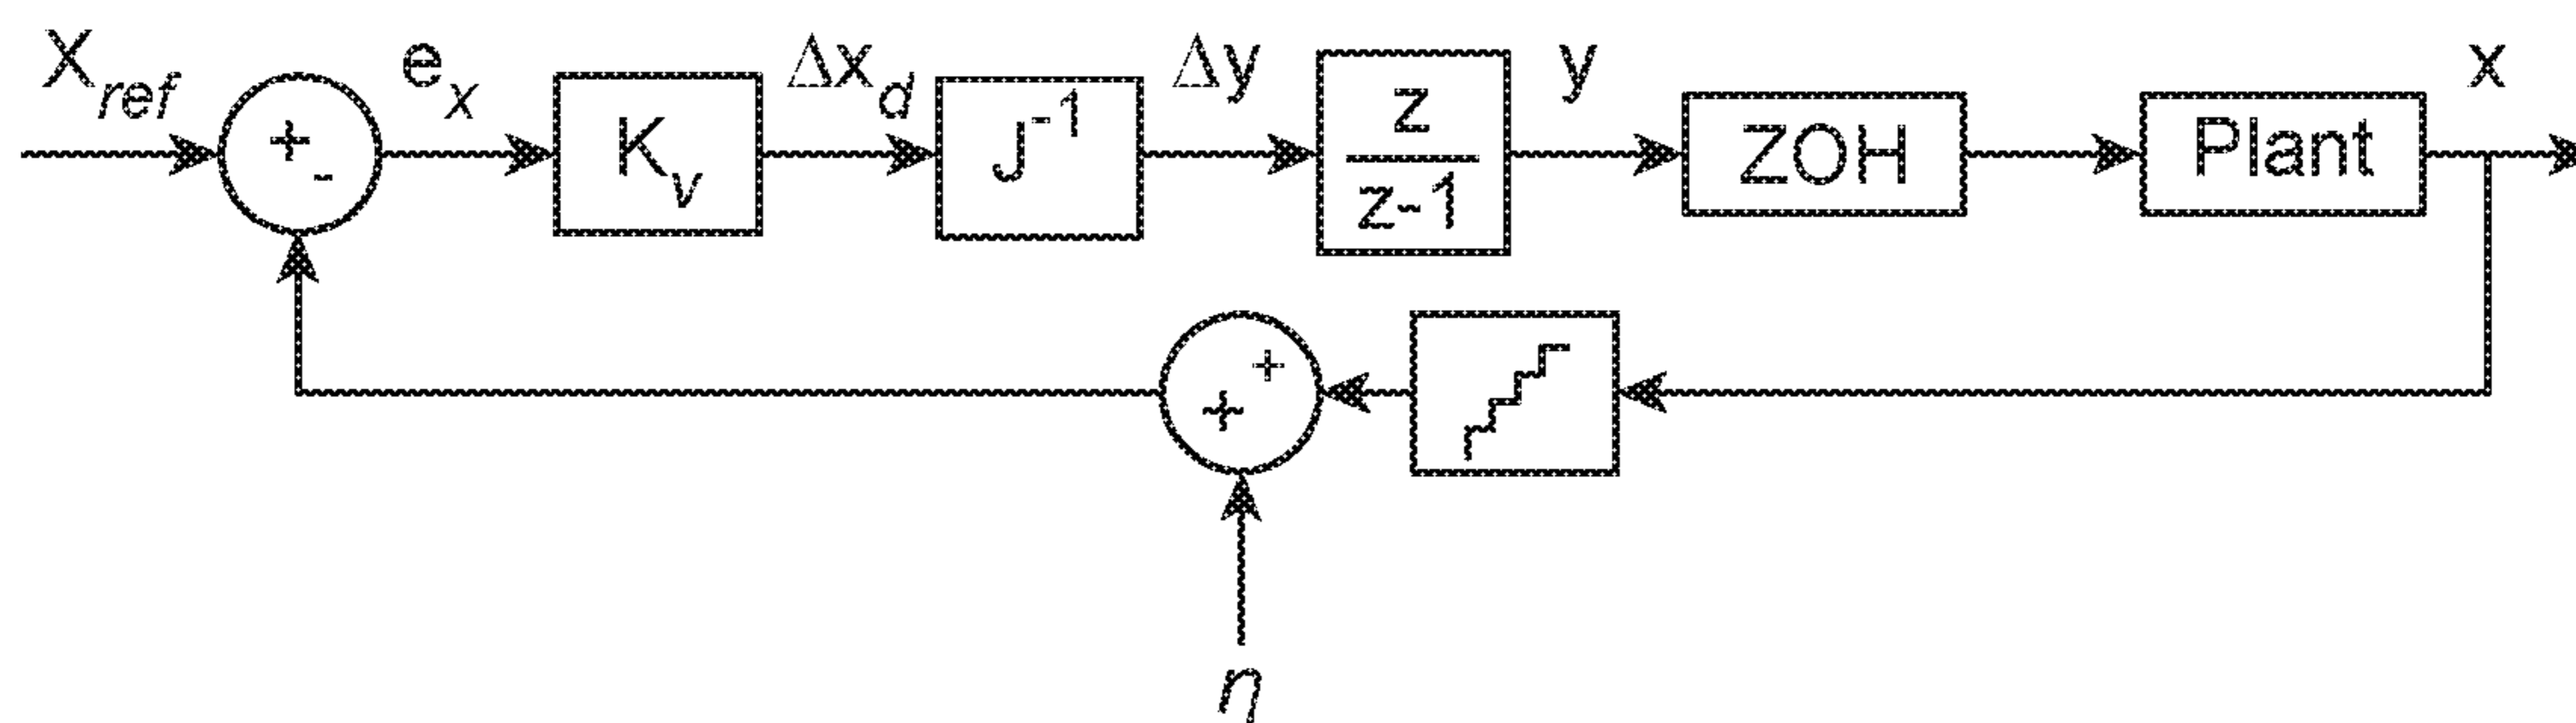 X_ref
+
-
e_x
K_v
Δx_d
J^-1
Δy
z
z-1
y
ZOH
Plant
x
+
+
η